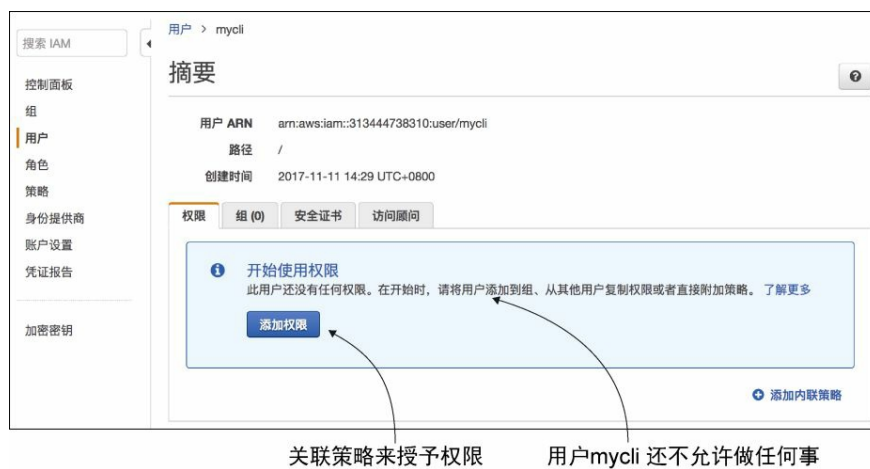 用户 > mycli
搜索 IAM
摘要
控制面板
组
用户
角色
策略
身份提供商
账户设置
凭证报告
加密密钥
用户 ARN arn:aws:iam::313444738310:user/mycli
路径 /
创建时间 2017-11-11 14:29 UTC+0800
权限 组 (0) 安全证书 访问顾问
开始使用权限
此用户还没有任何权限。在开始时，请将用户添加到组、从其他用户复制权限或者直接附加策略。 了解更多
添加权限
添加内联策略
关联策略来授予权限 用户mycli 还不允许做任何事